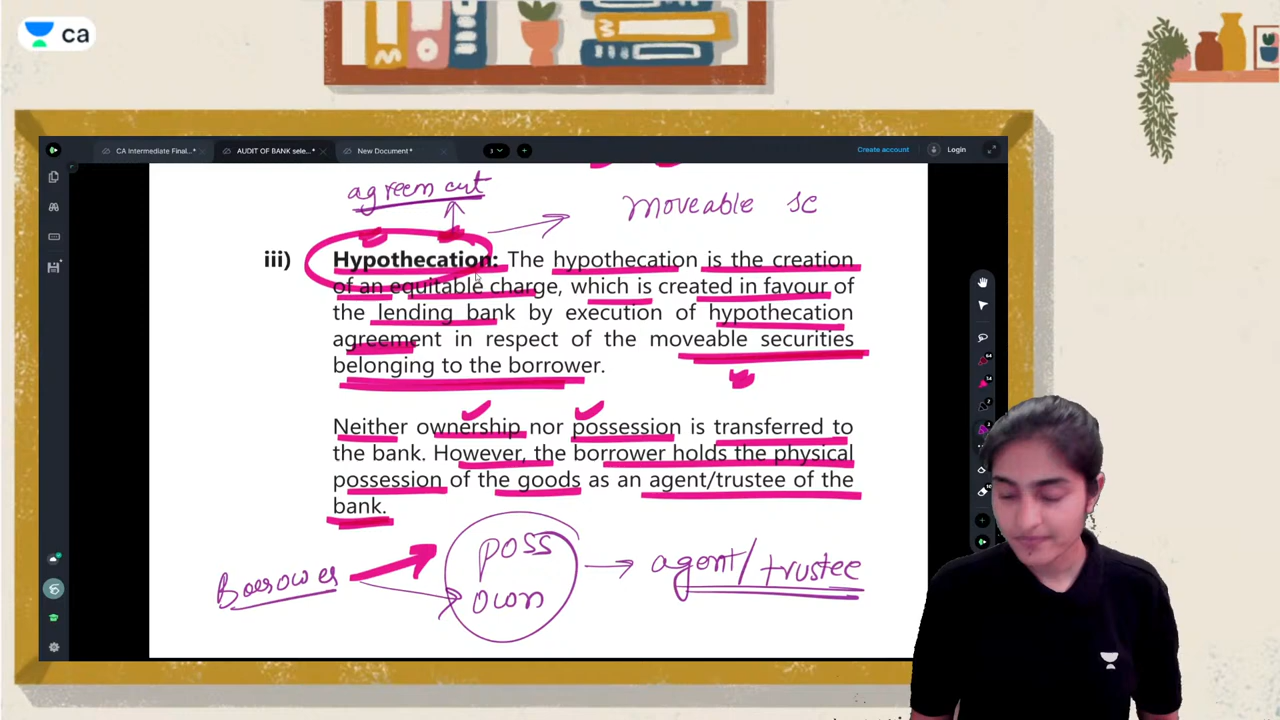 ca
CA Intermediate Final...*
AUDIT OF BANK sele...*
New Document*
3
Create account
Login
agreement
moveable sc
iii) Hypothecation: The hypothecation is the creation
of an equitable charge, which is created in favour of
the lending bank by execution of hypothecation
agreement in respect of the moveable securities
belonging to the borrower.
Neither ownership nor possession is transferred to
the bank. However, the borrower holds the physical
possession of the goods as an agent/trustee of the
bank.
Borrower
poss
own
agent/trustee